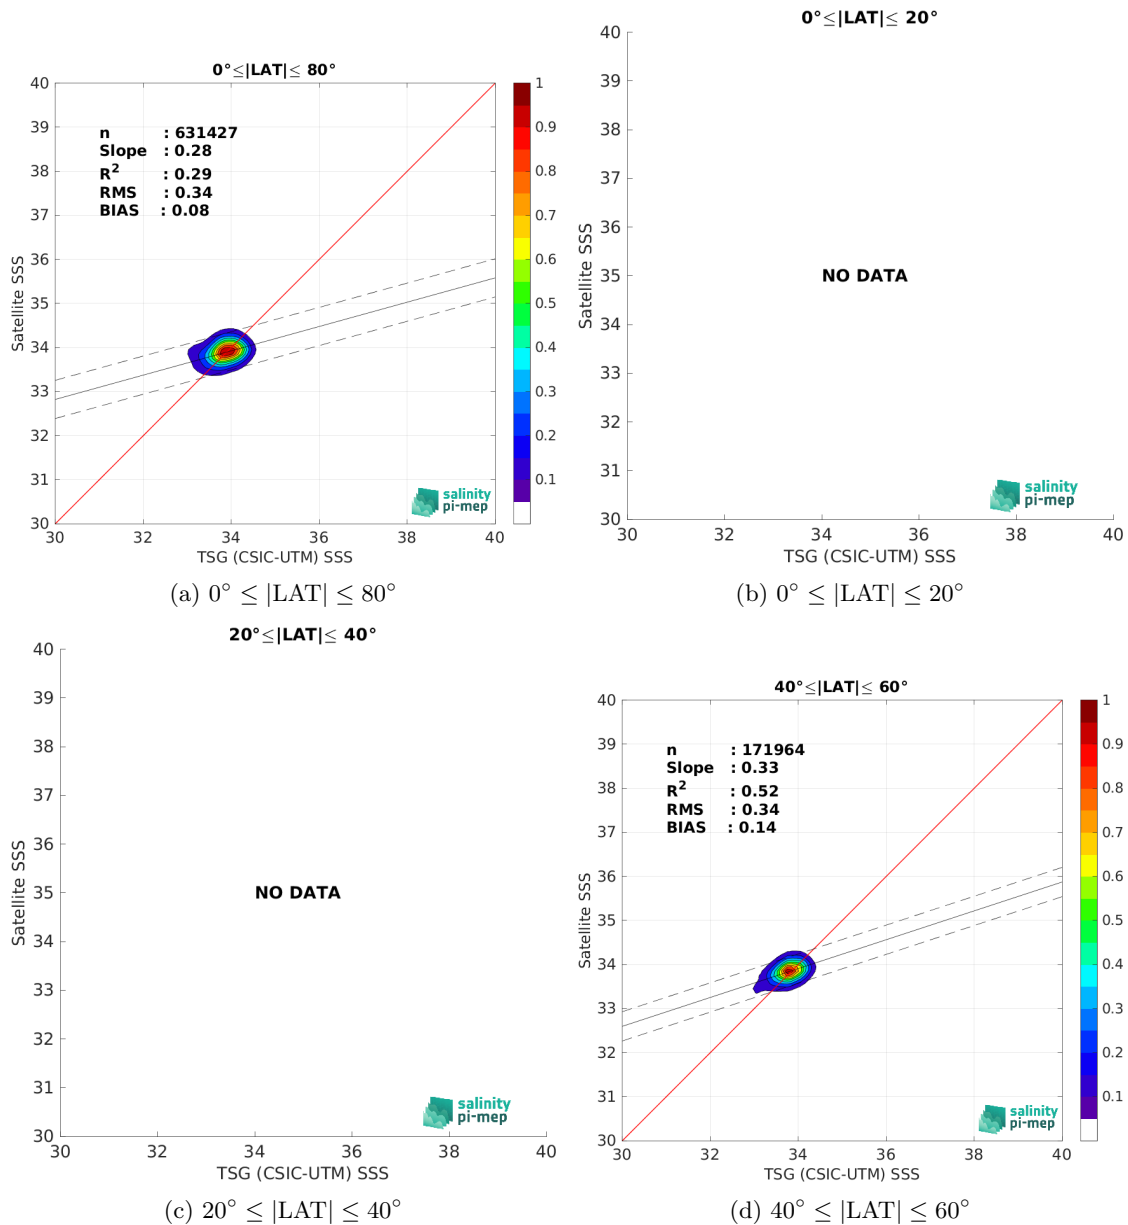 0°≤|LAT|≤ 80°
40
39
38
37
36
35
34
33
32
31
30
n : 631427
Slope : 0.28
R² : 0.29
RMS : 0.34
BIAS : 0.08
Satellite SSS
salinity
pi-mep
30 32 34 36 38 40
TSG (CSIC-UTM) SSS
1
0.9
0.8
0.7
0.6
0.5
0.4
0.3
0.2
0.1
(a) 0° ≤ |LAT| ≤ 80°
0°≤|LAT|≤ 20°
40
39
38
37
36
35
34
33
32
31
30
Satellite SSS
NO DATA
salinity
pi-mep
30 32 34 36 38 40
TSG (CSIC-UTM) SSS
(b) 0° ≤ |LAT| ≤ 20°
20°≤|LAT|≤ 40°
40
39
38
37
36
35
34
33
32
31
30
Satellite SSS
NO DATA
salinity
pi-mep
30 32 34 36 38 40
TSG (CSIC-UTM) SSS
(c) 20° ≤ |LAT| ≤ 40°
40°≤|LAT|≤ 60°
40
39
38
37
36
35
34
33
32
31
30
n : 171964
Slope : 0.33
R² : 0.52
RMS : 0.34
BIAS : 0.14
Satellite SSS
salinity
pi-mep
30 32 34 36 38 40
TSG (CSIC-UTM) SSS
1
0.9
0.8
0.7
0.6
0.5
0.4
0.3
0.2
0.1
(d) 40° ≤ |LAT| ≤ 60°